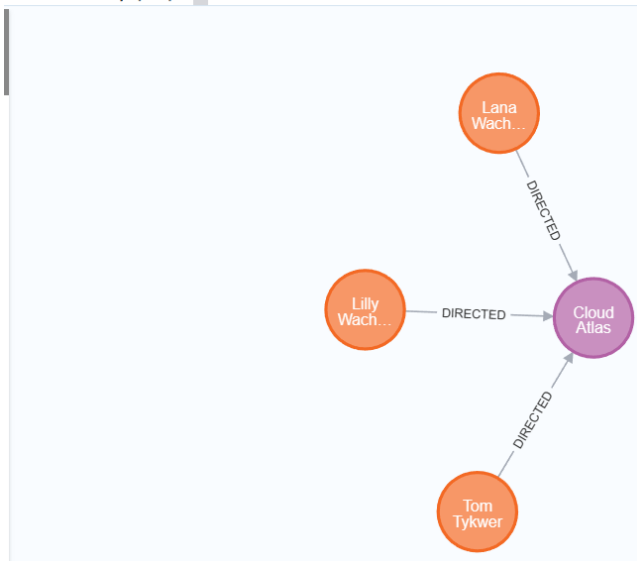 Lana
Wach...
DIRECTED
Lilly
Wach...
DIRECTED
Cloud
Atlas
DIRECTED
Tom
Tykwer